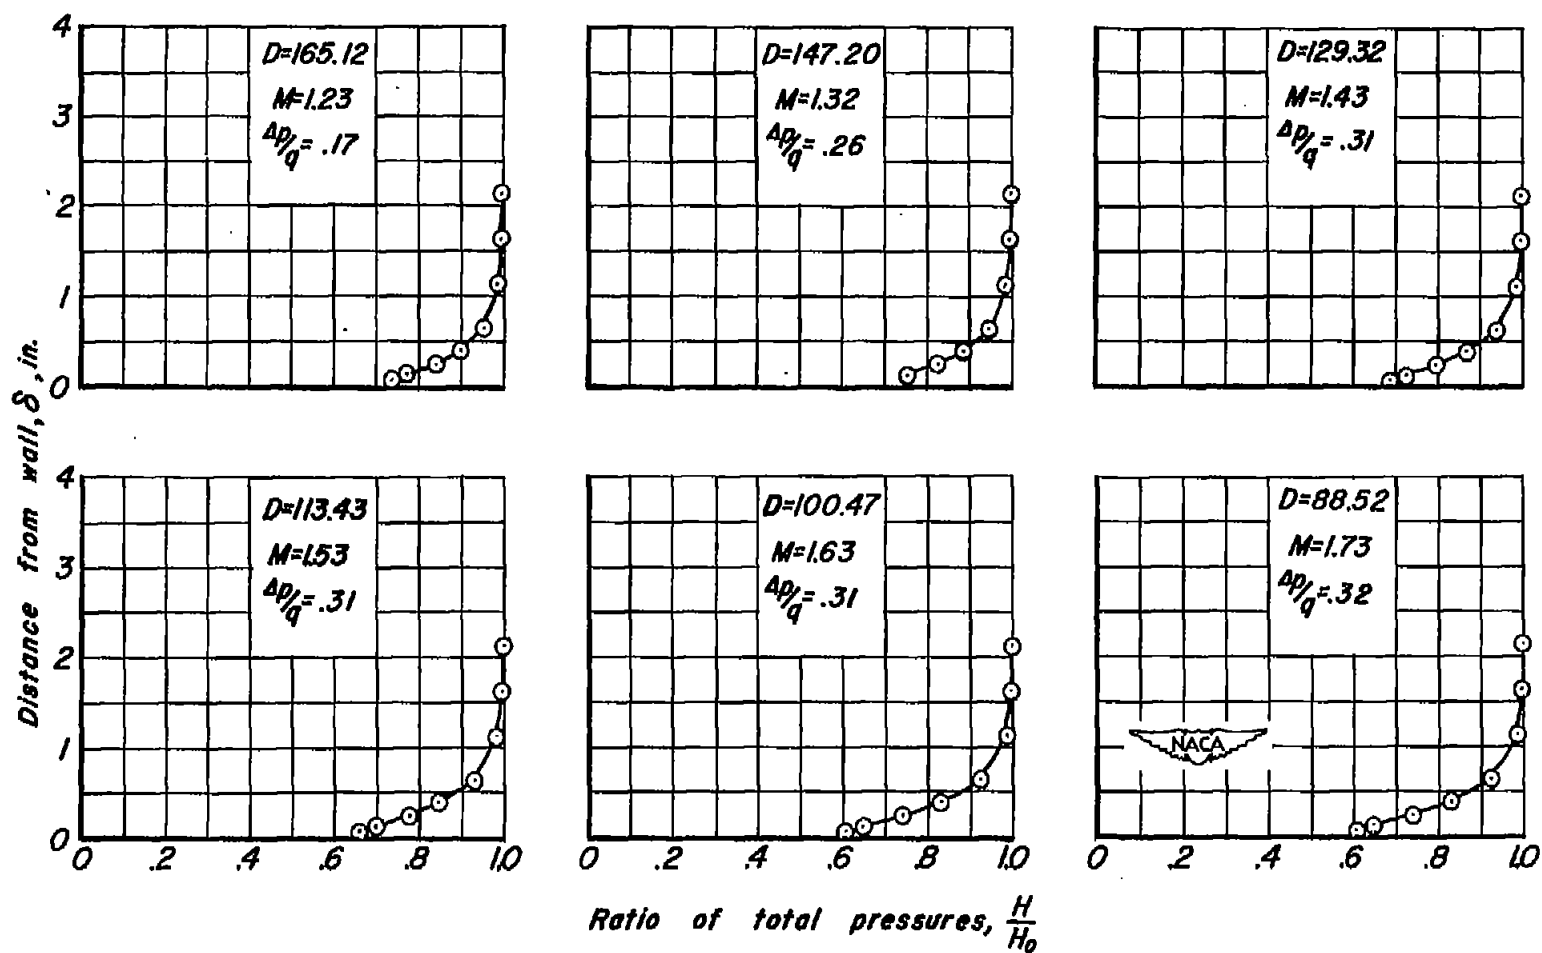 4
3
2
1
0
D=165.12
M=1.23
Δp/q= .17
D=147.20
M=1.32
Δp/q= .26
D=129.32
M=1.43
Δp/q= .31
4
3
2
1
0
D=113.43
M=1.53
Δp/q= .31
D=100.47
M=1.63
Δp/q= .31
D=88.52
M=1.73
Δp/q= .32
NACA
0 .2 .4 .6 .8 1.0
0 .2 .4 .6 .8 1.0
0 .2 .4 .6 .8 1.0
Distance from wall, δ, in.
Ratio of total pressures, H/H₀